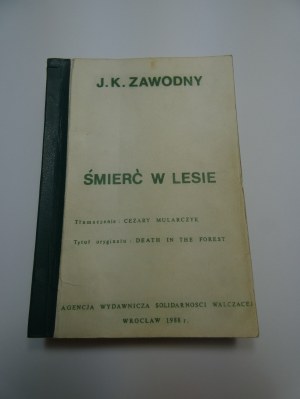 J.K. ZAWODNY
ŚMIERĆ W LESIE
Tłumaczenie: CEZARY MULARCZYK
Tytuł oryginału: DEATH IN THE FOREST
AGENCJA WYDAWNICZA SOLIDARNOŚCI WALCZĄCEJ
WROCŁAW 1988 r.